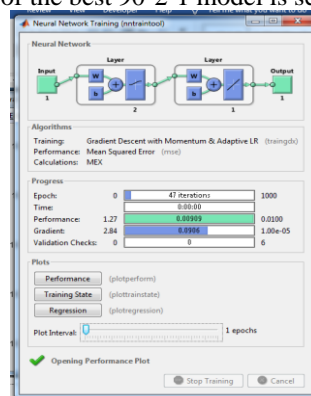 of the best 90-2-1 model is se
Neural Network Training (nntraintool)
Neural Network
Layer Layer
Input Output
W W
b b
1 1
2 1
Algorithms
Training: Gradient Descent with Momentum & Adaptive LR (traingdx)
Performance: Mean Squared Error (mse)
Calculations: MEX
Progress
Epoch: 0 47 iterations 1000
Time: 0:00:00
Performance: 1.27 0.00909 0.0100
Gradient: 2.84 0.0906 1.00e-05
Validation Checks: 0 0 6
Plots
Performance (plotperform)
Training State (plottrainstate)
Regression (plotregression)
Plot Interval: 1 epochs
Opening Performance Plot
Stop Training Cancel